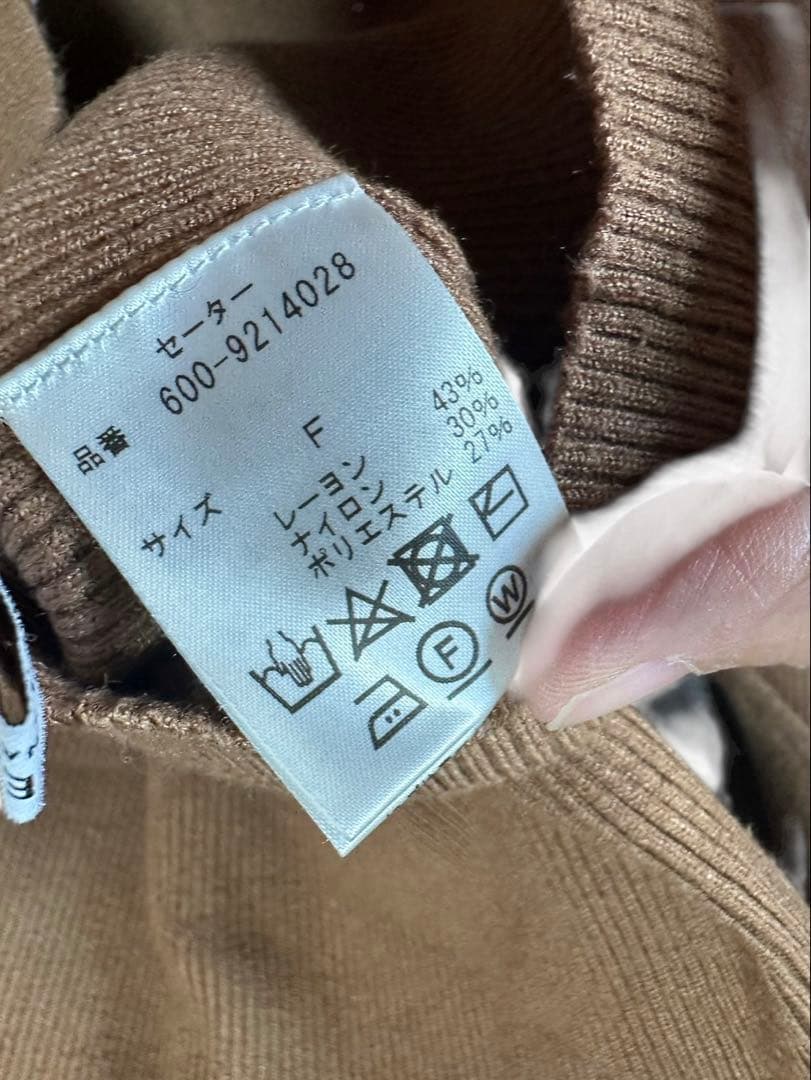 セーター
品番 600-9214028
サイズ F
レーヨン 43%
ナイロン 30%
ポリエステル 27%
F
W